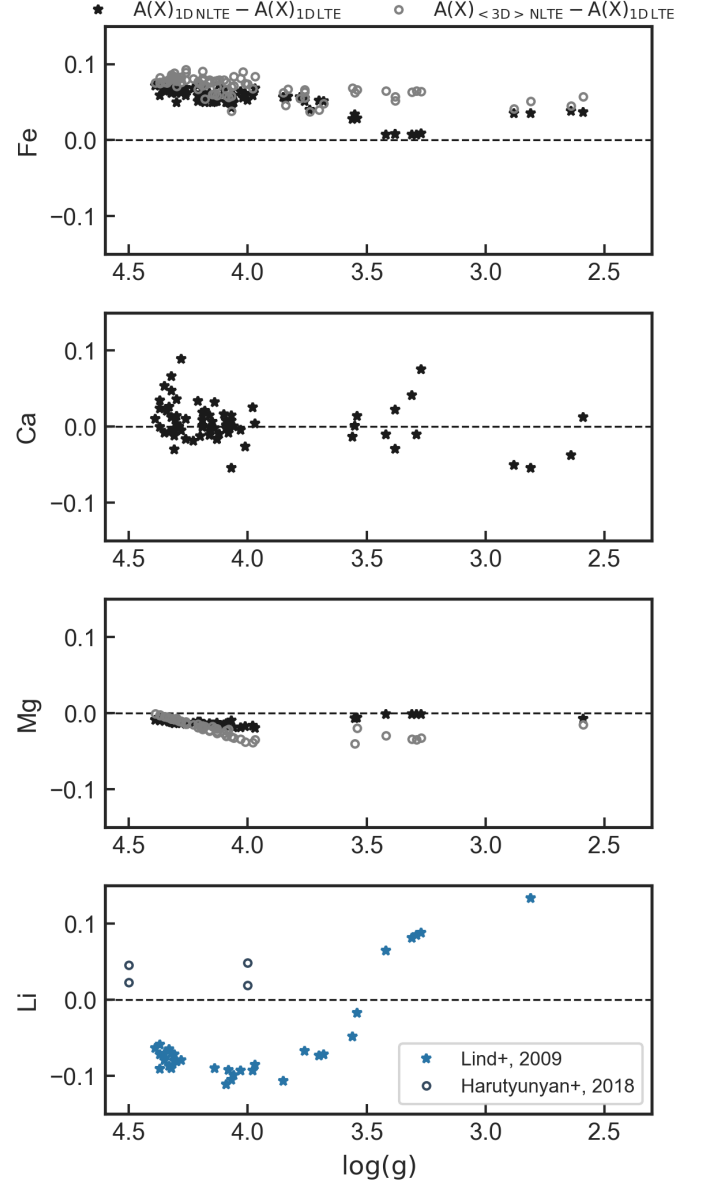 A(X)1D NLTE − A(X)1D LTE A(X)<3D> NLTE − A(X)1D LTE
0.1
0.0
−0.1
Fe
4.5 4.0 3.5 3.0 2.5
0.1
0.0
−0.1
Ca
4.5 4.0 3.5 3.0 2.5
0.1
0.0
−0.1
Mg
4.5 4.0 3.5 3.0 2.5
0.1
0.0
−0.1
Li
Lind+, 2009
Harutyunyan+, 2018
4.5 4.0 3.5 3.0 2.5
log(g)